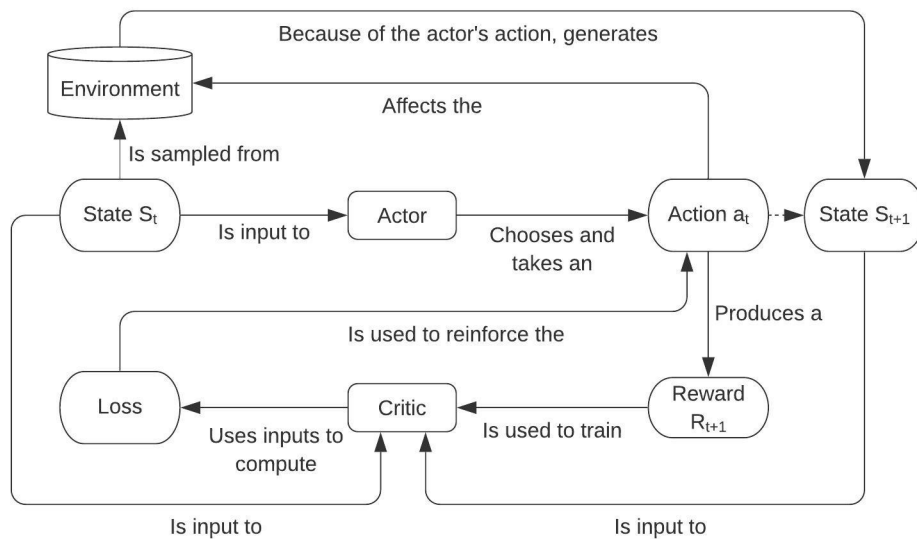 Because of the actor's action, generates
Environment
Affects the
Is sampled from
State Sₜ
Is input to
Actor
Chooses and
takes an
Action aₜ
State Sₜ₊₁
Is used to reinforce the
Produces a
Loss
Uses inputs to
compute
Critic
Is used to train
Reward
Rₜ₊₁
Is input to
Is input to